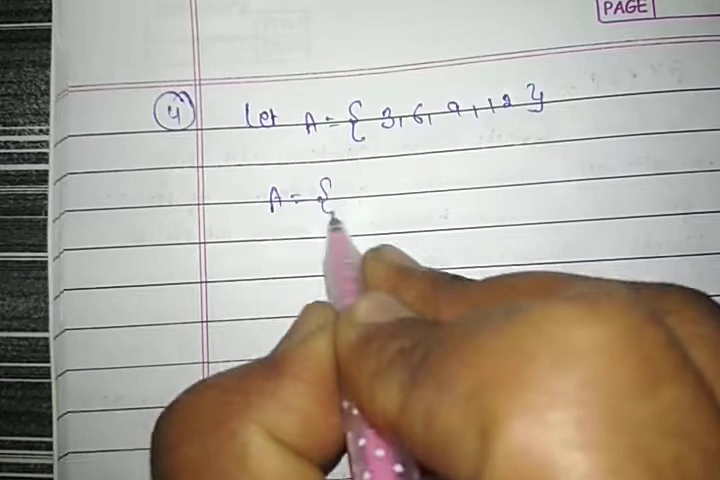 PAGE
4 Let A = { 3, 6, 9, 12 }
A = {